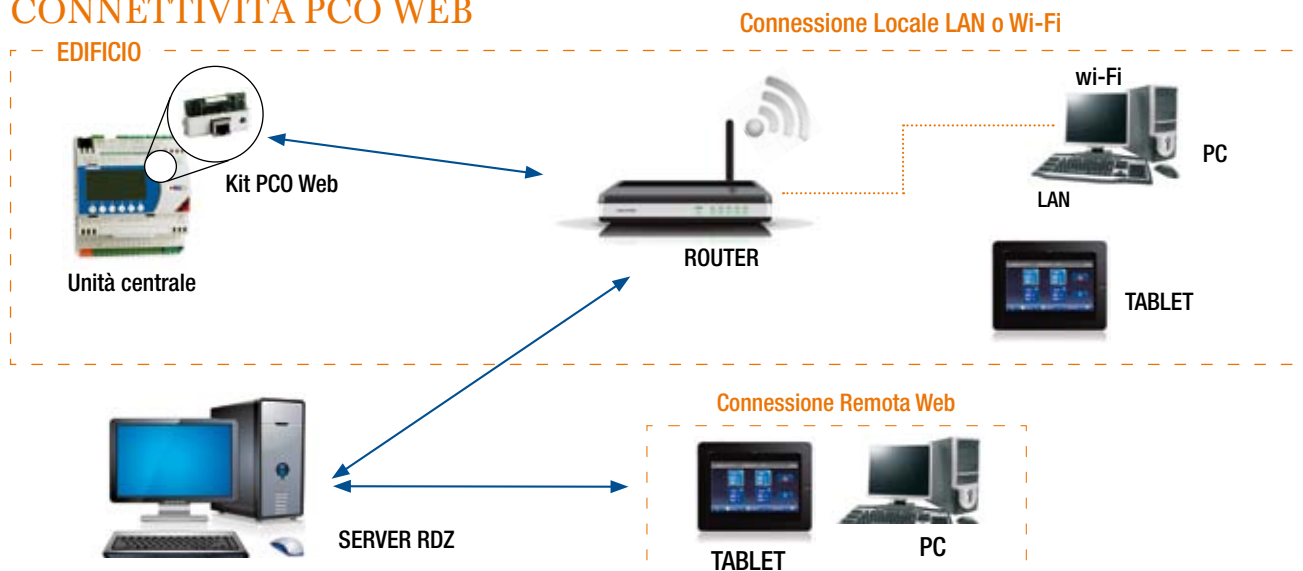 CONNETTIVITÀ PCO WEB
Connessione Locale LAN o Wi-Fi
EDIFICIO
wi-Fi
PC
Kit PCO Web
LAN
ROUTER
Unità centrale
TABLET
Connessione Remota Web
SERVER RDZ
TABLET
PC